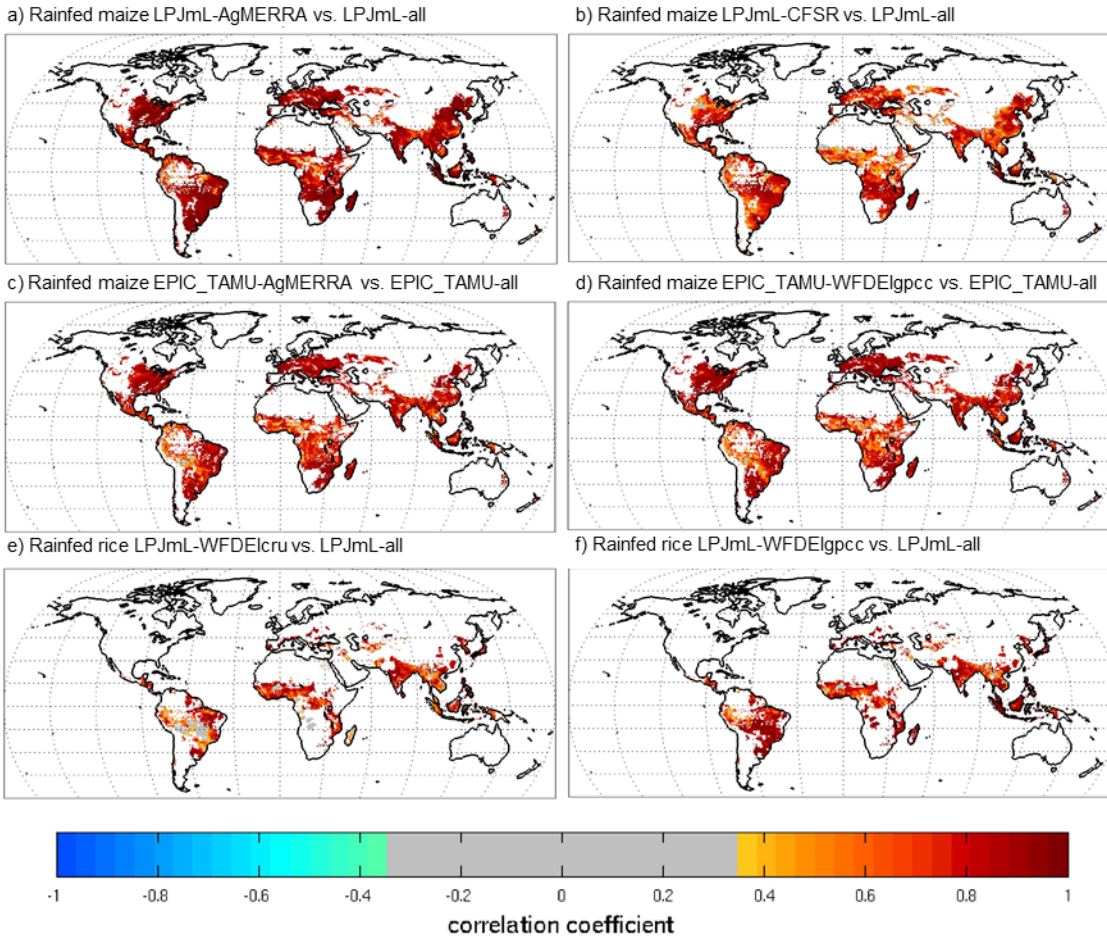 a) Rainfed maize LPJmL-AgMERRA vs. LPJmL-all
b) Rainfed maize LPJmL-CFSR vs. LPJmL-all
c) Rainfed maize EPIC_TAMU-AgMERRA vs. EPIC_TAMU-all
d) Rainfed maize EPIC_TAMU-WFDEIgpcc vs. EPIC_TAMU-all
e) Rainfed rice LPJmL-WFDEIcru vs. LPJmL-all
f) Rainfed rice LPJmL-WFDEIgpcc vs. LPJmL-all
-1 -0.8 -0.6 -0.4 -0.2 0 0.2 0.4 0.6 0.8 1
correlation coefficient